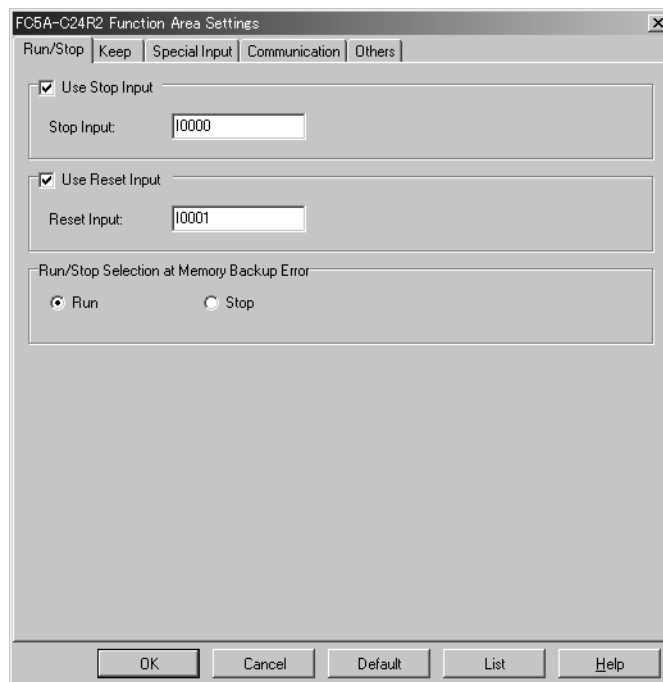 FC5A-C24R2 Function Area Settings
Run/Stop Keep Special Input Communication Others
Use Stop Input
Stop Input: I0000
Use Reset Input
Reset Input: I0001
Run/Stop Selection at Memory Backup Error
Run Stop
OK Cancel Default List Help